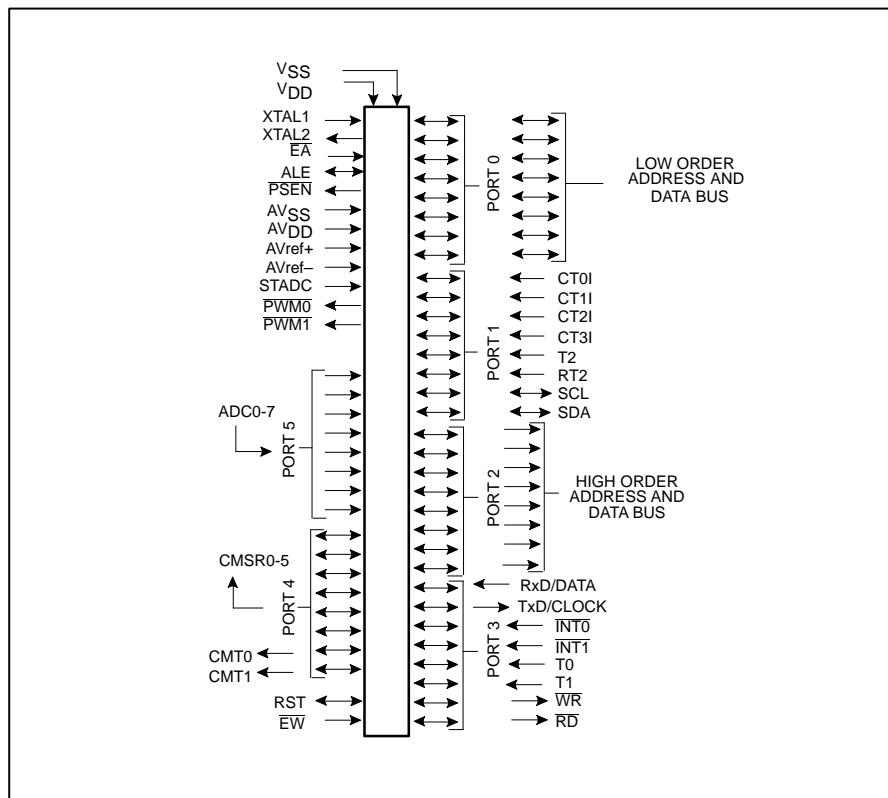 VSS
VDD
XTAL1
XTAL2
EA
ALE
PSEN
AVSS
AVDD
AVref+
AVref–
STADC
PWM0
PWM1
ADC0-7
PORT 5
CMSR0-5
PORT 4
CMT0
CMT1
RST
EW
PORT 0
LOW ORDER
ADDRESS AND
DATA BUS
PORT 1
CT0I
CT1I
CT2I
CT3I
T2
RT2
SCL
SDA
PORT 2
HIGH ORDER
ADDRESS AND
DATA BUS
PORT 3
RxD/DATA
TxD/CLOCK
INT0
INT1
T0
T1
WR
RD